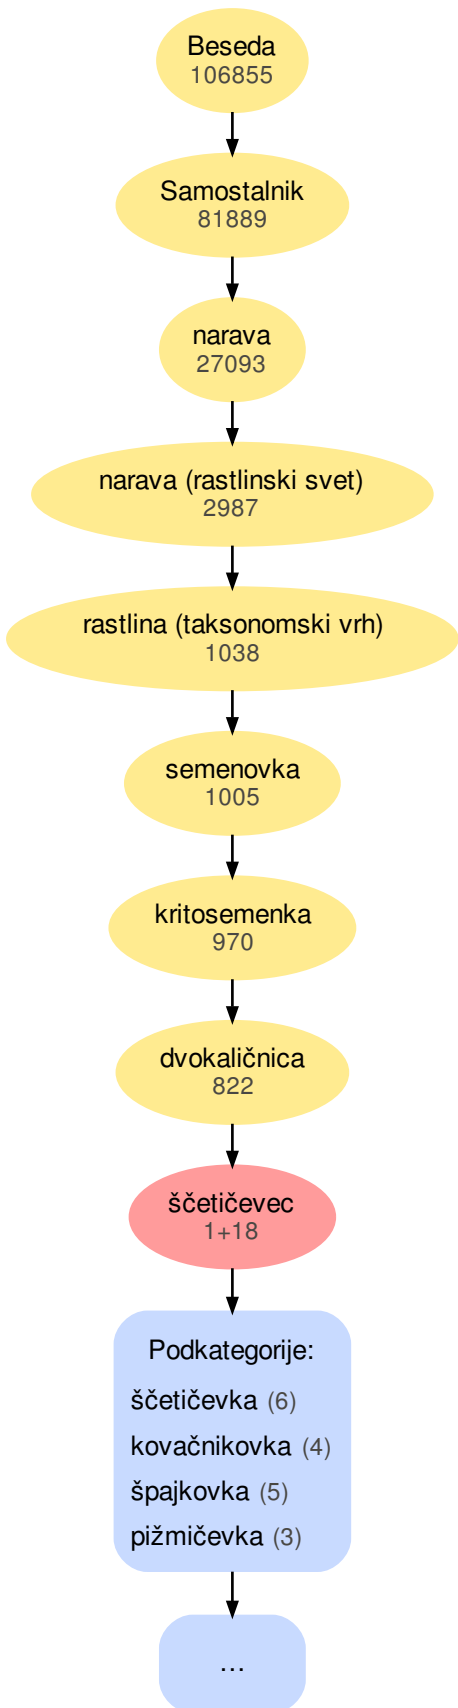 Beseda
106855
Samostalnik
81889
narava
27093
narava (rastlinski svet)
2987
rastlina (taksonomski vrh)
1038
semenovka
1005
kritosemenka
970
dvokaličnica
822
ščetičevec
1+18
Podkategorije:
ščetičevka (6)
kovačnikovka (4)
špajkovka (5)
pižmičevka (3)
...